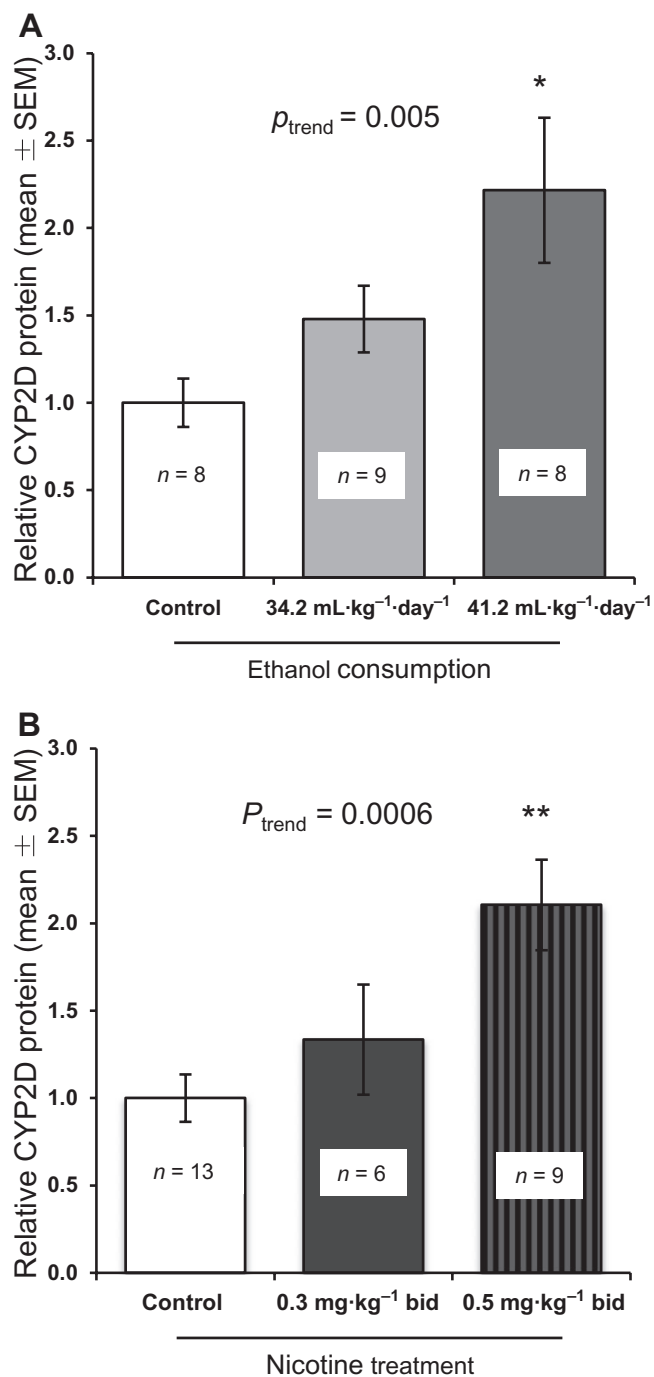 A
Relative CYP2D protein (mean ± SEM)
3.0
2.5
2.0
1.5
1.0
0.5
0.0
p_trend = 0.005
*
n = 8
n = 9
n = 8
Control 34.2 mL·kg⁻¹·day⁻¹ 41.2 mL·kg⁻¹·day⁻¹
Ethanol consumption
B
Relative CYP2D protein (mean ± SEM)
3.0
2.5
2.0
1.5
1.0
0.5
0.0
P_trend = 0.0006
**
n = 13
n = 6
n = 9
Control 0.3 mg·kg⁻¹ bid 0.5 mg·kg⁻¹ bid
Nicotine treatment